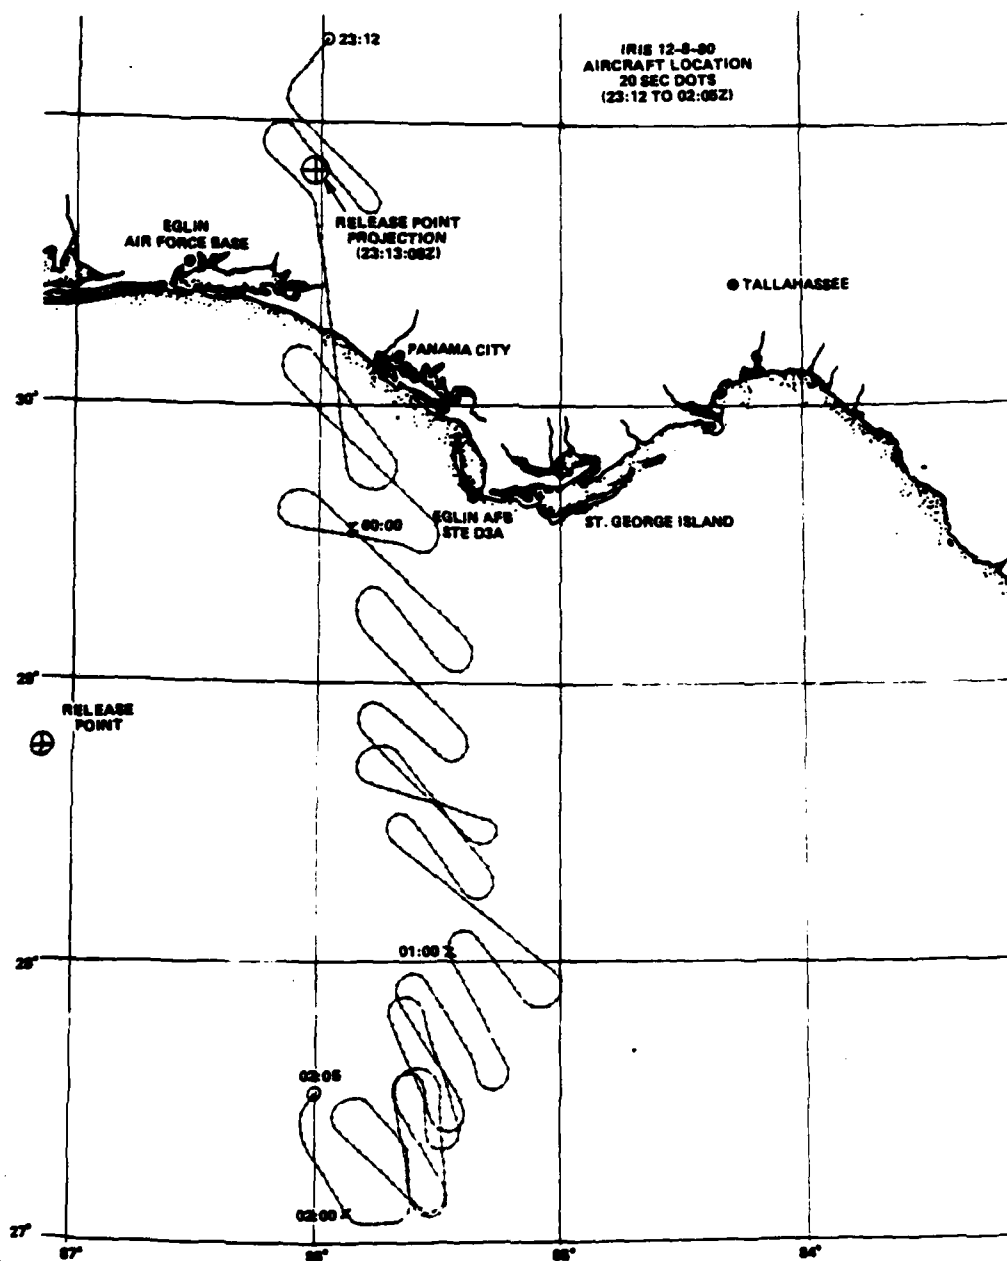 23:12
IRIS 12-8-80
AIRCRAFT LOCATION
20 SEC DOTS
(23:12 TO 02:05Z)
RELEASE POINT
PROJECTION
(23:13:08Z)
EGLIN
AIR FORCE BASE
TALLAHASSEE
PANAMA CITY
30°
00:00
EGLIN AFB
STE D3A
ST. GEORGE ISLAND
29°
RELEASE
POINT
01:00 Z
28°
02:05
02:00
27°
87°
86°
85°
84°